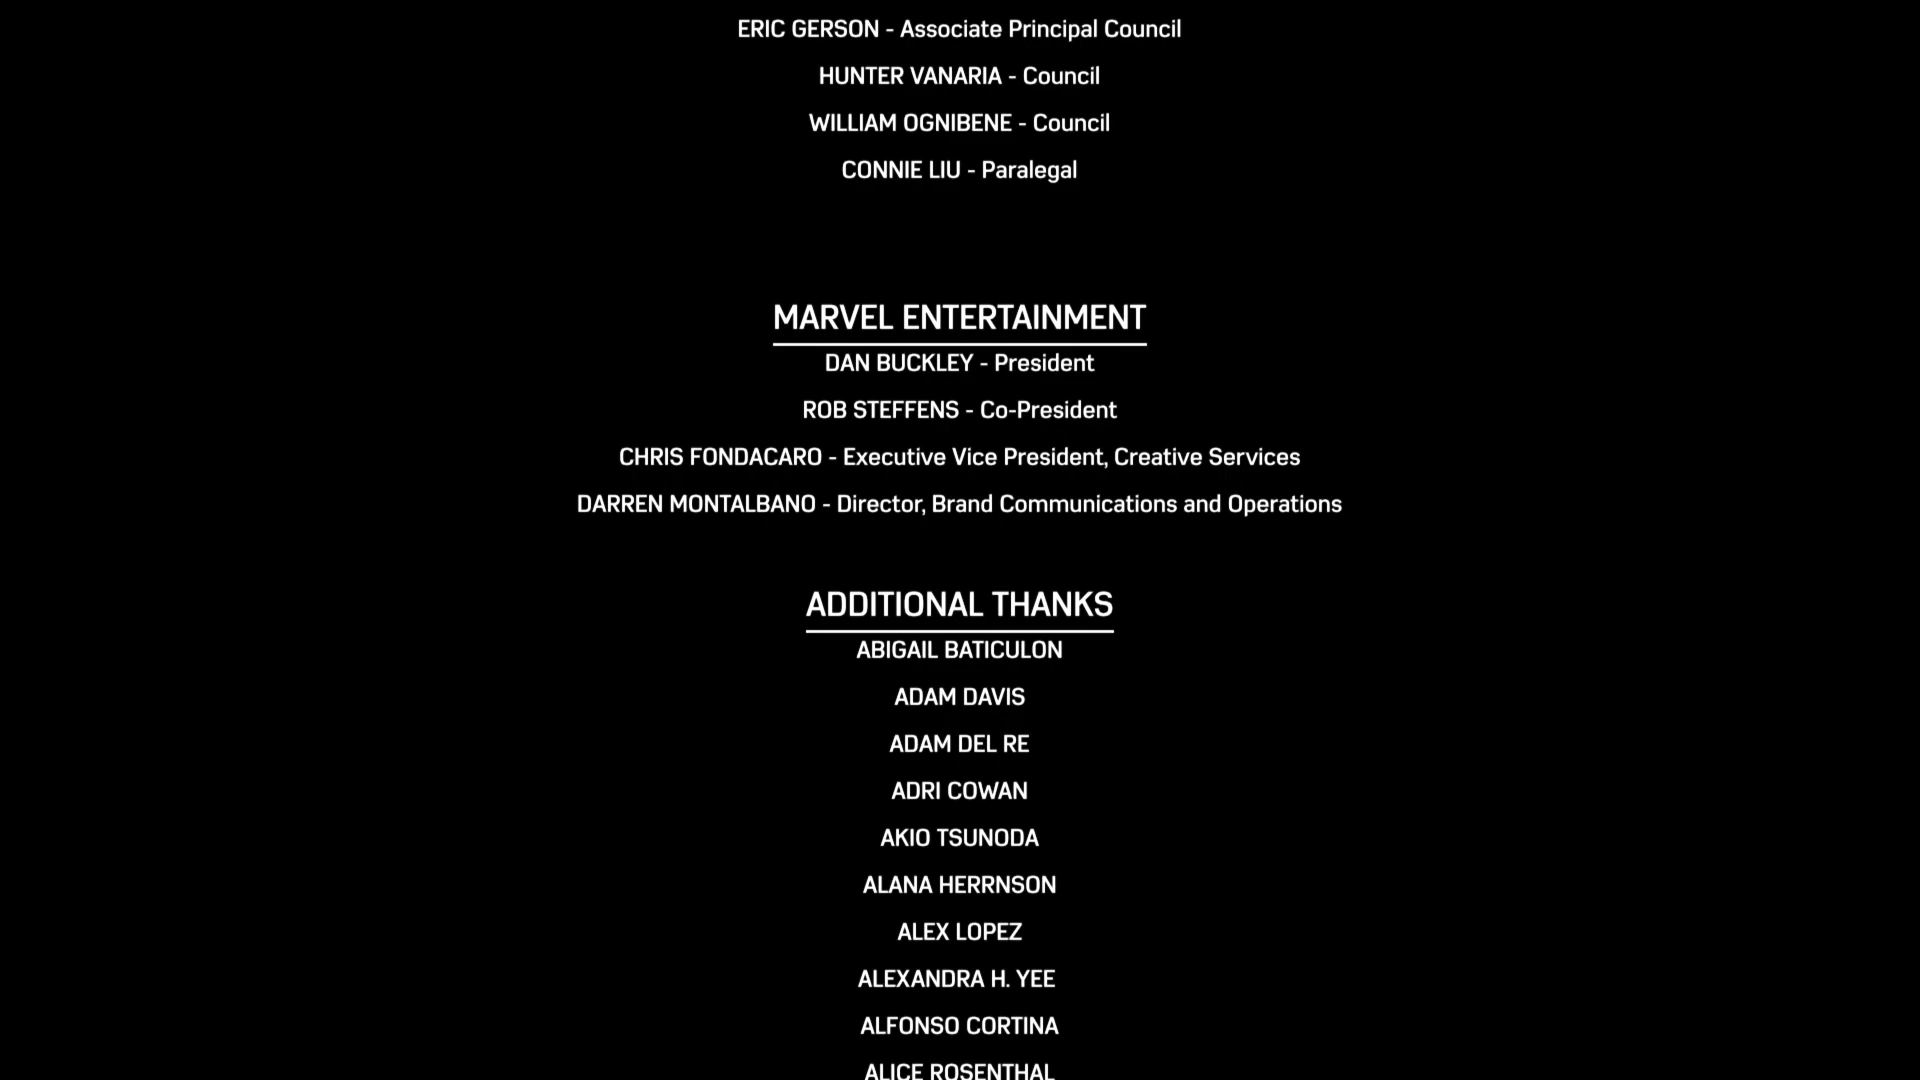 ERIC GERSON - Associate Principal Council
HUNTER VANARIA - Council
WILLIAM OGNIBENE - Council
CONNIE LIU - Paralegal
MARVEL ENTERTAINMENT
DAN BUCKLEY - President
ROB STEFFENS - Co-President
CHRIS FONDACARO - Executive Vice President, Creative Services
DARREN MONTALBANO - Director, Brand Communications and Operations
ADDITIONAL THANKS
ABIGAIL BATICULON
ADAM DAVIS
ADAM DEL RE
ADRI COWAN
AKIO TSUNODA
ALANA HERRNSON
ALEX LOPEZ
ALEXANDRA H. YEE
ALFONSO CORTINA
ALICE ROSENTHAL